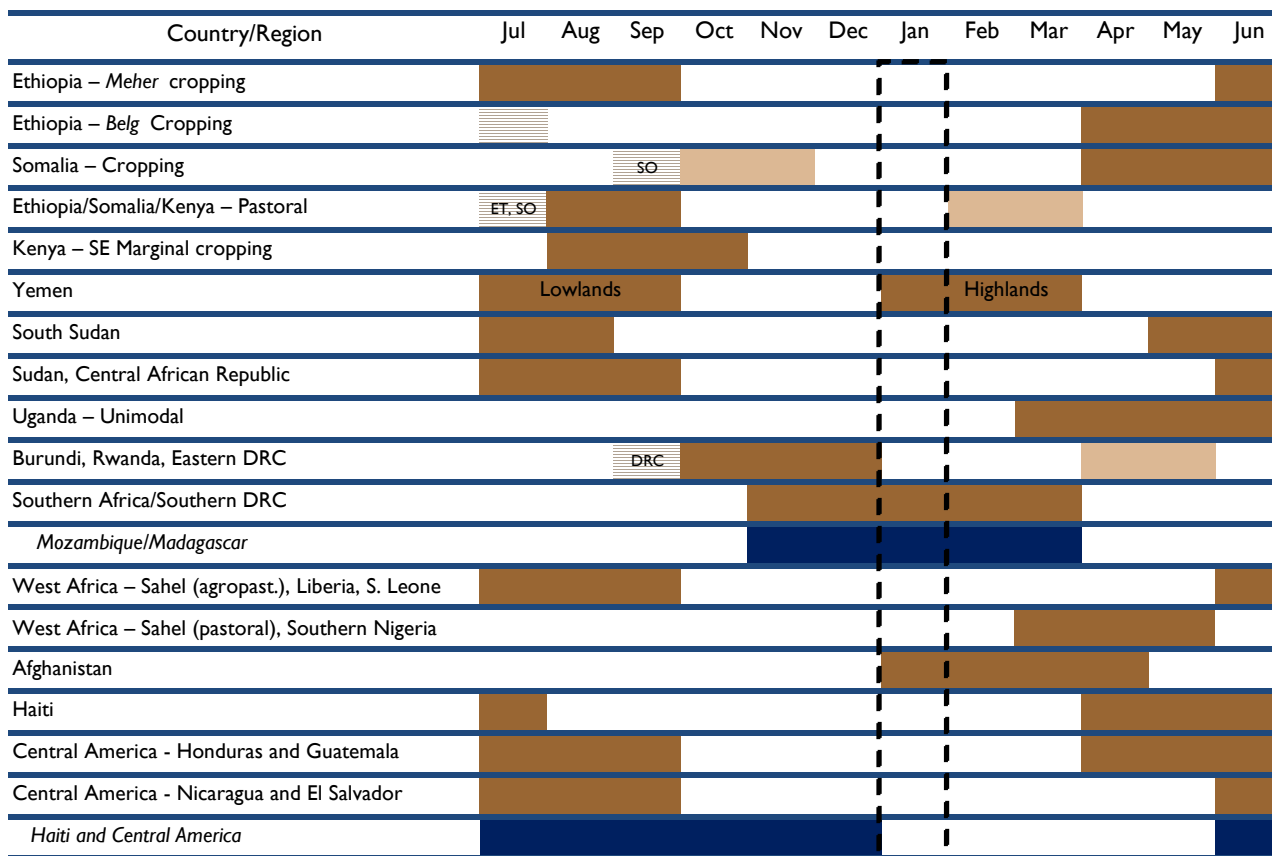 Country/Region Jul Aug Sep Oct Nov Dec Jan Feb Mar Apr May Jun
Ethiopia – Meher cropping
Ethiopia – Belg Cropping
Somalia – Cropping SO
Ethiopia/Somalia/Kenya – Pastoral ET, SO
Kenya – SE Marginal cropping
Yemen Lowlands Highlands
South Sudan
Sudan, Central African Republic
Uganda – Unimodal
Burundi, Rwanda, Eastern DRC DRC
Southern Africa/Southern DRC
Mozambique/Madagascar
West Africa – Sahel (agropast.), Liberia, S. Leone
West Africa – Sahel (pastoral), Southern Nigeria
Afghanistan
Haiti
Central America - Honduras and Guatemala
Central America - Nicaragua and El Salvador
Haiti and Central America